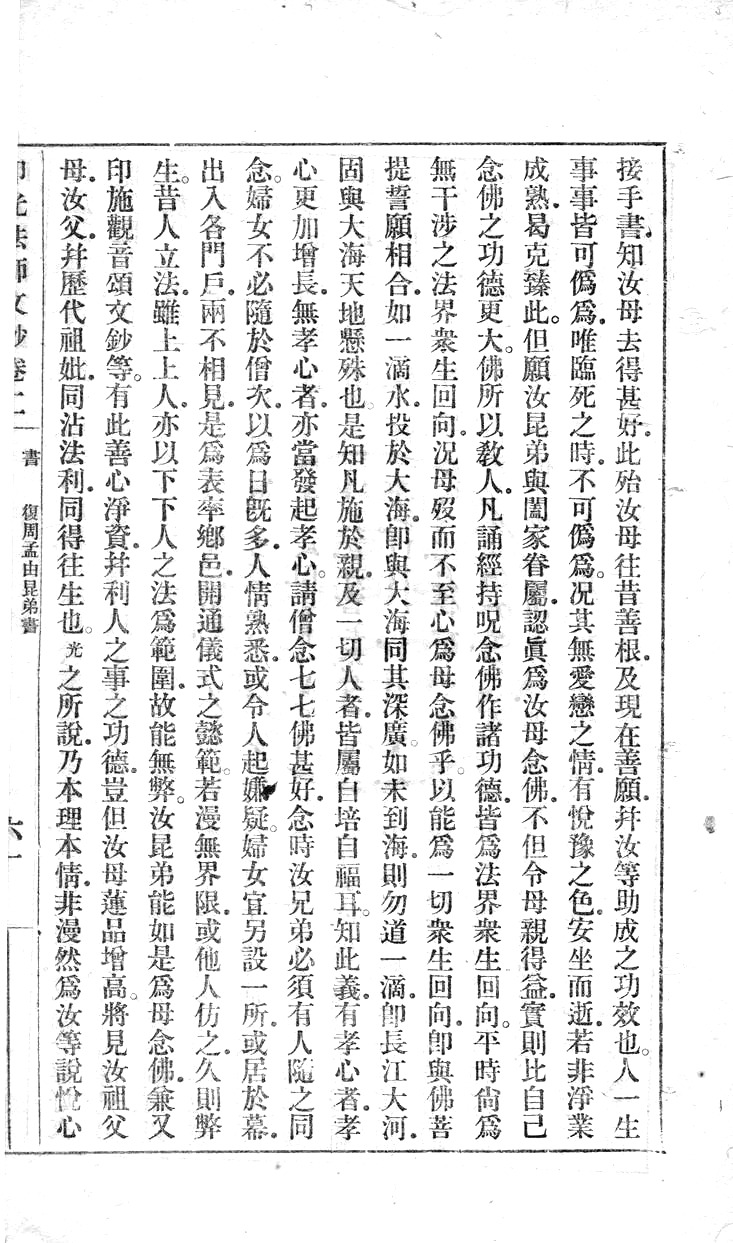 接手書．知汝母去得甚好．此殆汝母往昔善根．及現在善願．幷汝等助成之功效也。人一生
事事皆可僞爲．唯臨死之時．不可僞爲。况其無愛戀之情．有悅豫之色．安坐而逝．若非淨業
成熟．曷克臻此。但願汝昆弟與闔家眷屬．認眞爲汝母念佛．不但令母親得益．實則比自己
念佛之功德更大。佛所以教人．凡誦經持呪念佛作諸功德．皆爲法界衆生回向。平時尙爲
無干涉之法界衆生回向．況母歿而不至心爲母念佛乎。以能爲一切衆生回向．卽與佛菩
提誓願相合．如一滴水．投於大海．卽與大海同其深廣。如未到海．則勿道一滴．卽長江大河．
固與大海天地懸殊也。是知凡施於親．及一切人者．皆屬自培自福耳。知此義．有孝心者．孝
心更加增長．無孝心者．亦當發起孝心。請僧念七七佛甚好．念時汝兄弟必須有人隨之同
念。婦女不必隨於僧次．以爲日旣多．人情熟悉．或令人起嫌疑。婦女宜另設一所．或居於幕．
出入各門戶．兩不相見．是爲表率鄉邑．開通儀式之懿範。若漫無界限．或他人仿之．久則弊
生。昔人立法．雖上上人．亦以下下人之法爲範圍．故能無弊。汝昆弟能如是爲母念佛．兼又
印施觀音頌文鈔等。有此善心淨資．幷利人之事之功德．豈但汝母蓮品增高。將見汝祖父
母．汝父．幷歷代祖妣．同沾法利．同得往生也。光之所說．乃本理本情．非漫然爲汝等說悅心
印光法師文鈔卷二　書　復周孟由昆弟書　六一